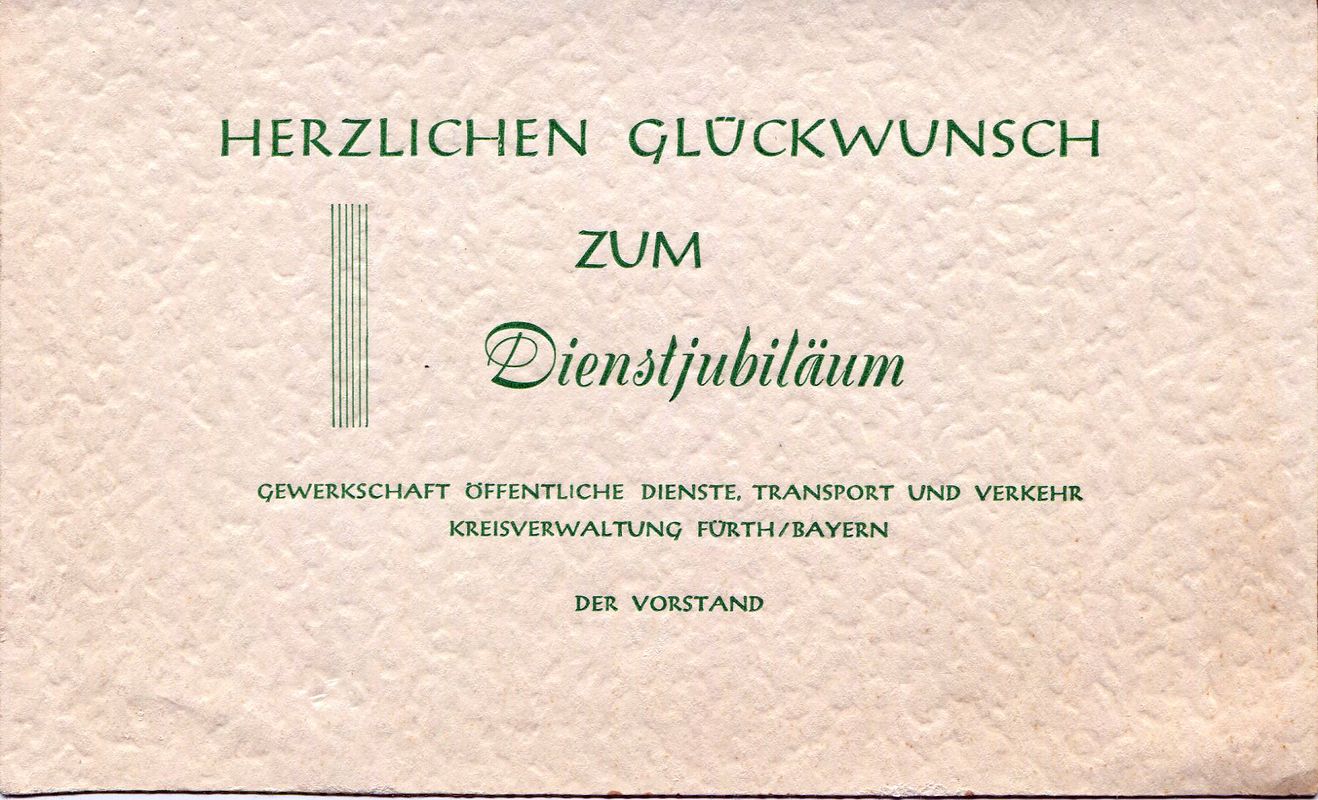 HERZLICHEN GLÜCKWUNSCH
ZUM
Dienstjubiläum
GEWERKSCHAFT ÖFFENTLICHE DIENSTE, TRANSPORT UND VERKEHR
KREISVERWALTUNG FÜRTH/BAYERN
DER VORSTAND